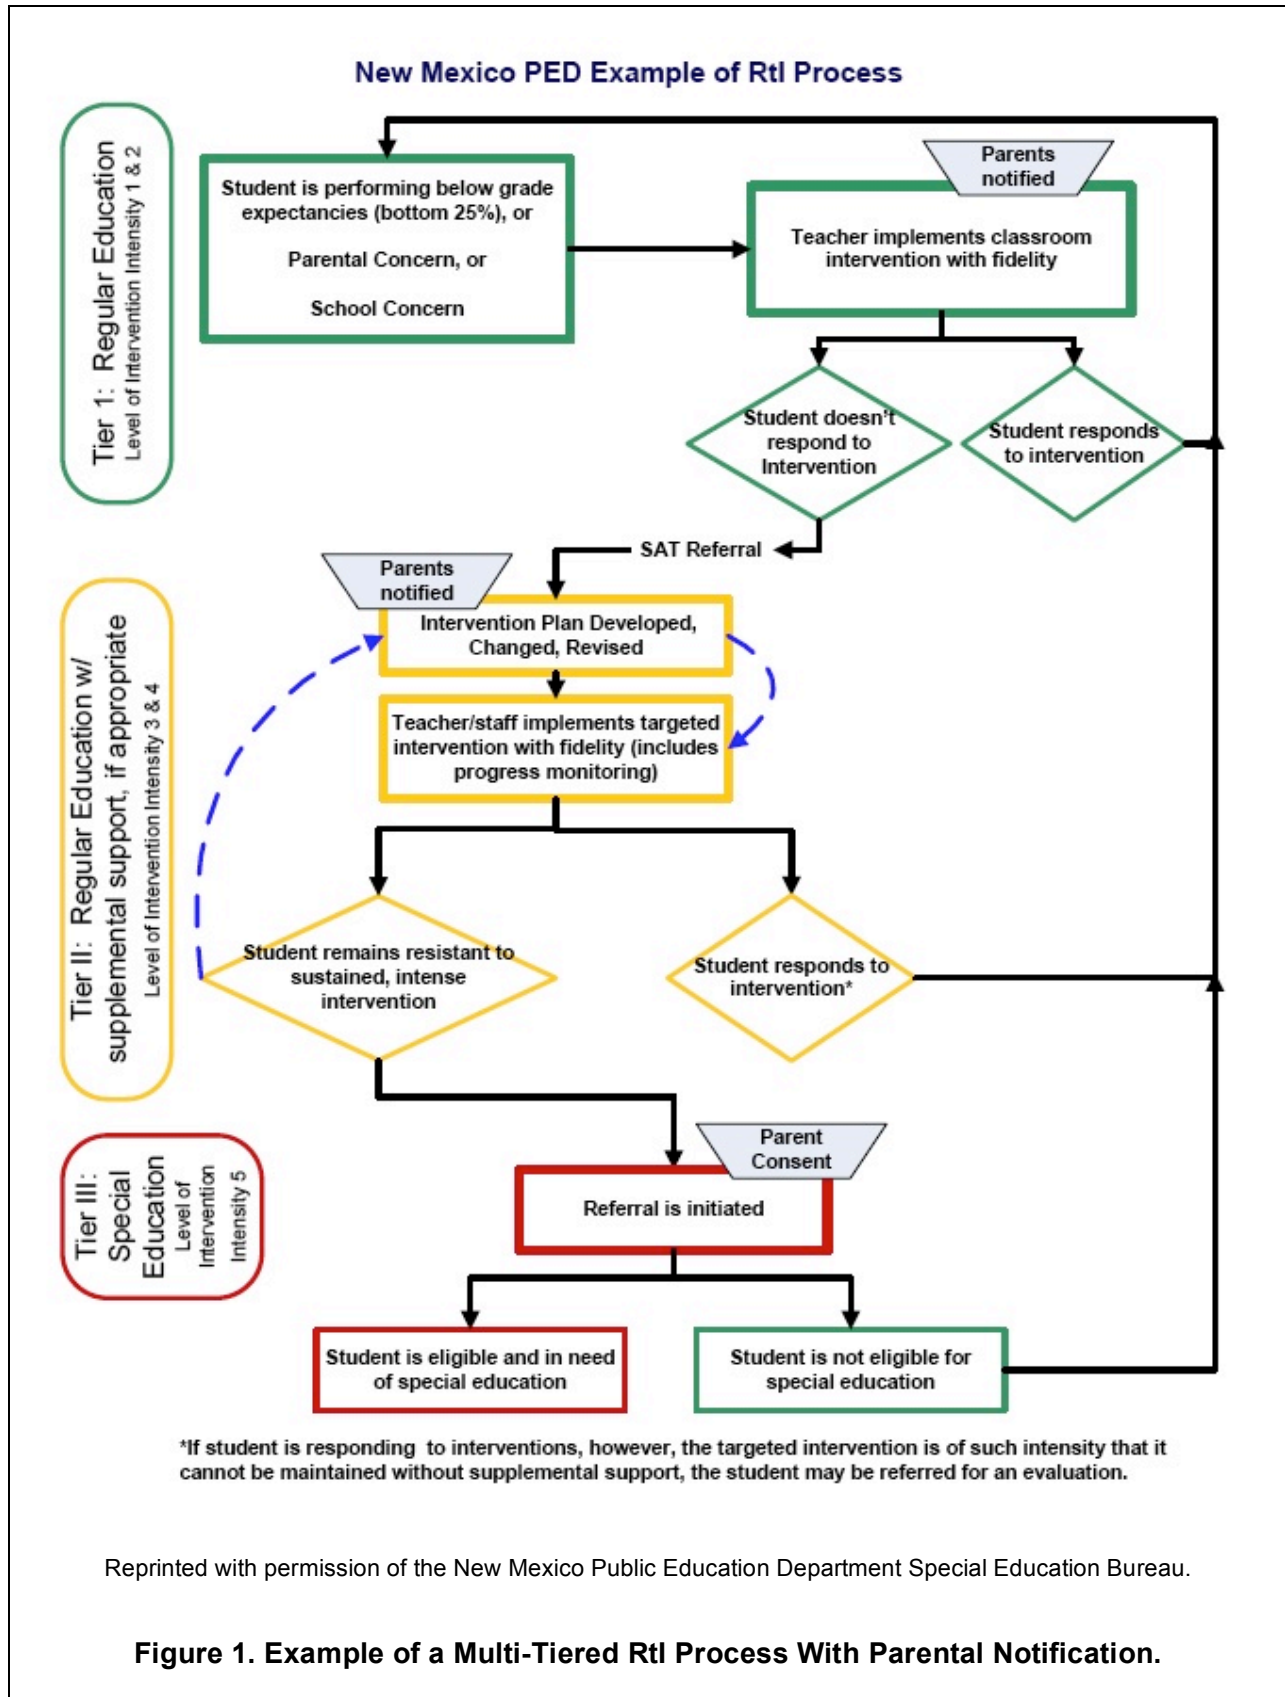 New Mexico PED Example of RtI Process
Tier 1: Regular Education
Level of Intervention Intensity 1 & 2
Student is performing below grade
expectancies (bottom 25%), or
Parental Concern, or
School Concern
Parents
notified
Teacher implements classroom
intervention with fidelity
Student doesn't
respond to
Intervention
Student responds
to intervention
SAT Referral
Tier II: Regular Education w/
supplemental support, if appropriate
Level of Intervention Intensity 3 & 4
Parents
notified
Intervention Plan Developed,
Changed, Revised
Teacher/staff implements targeted
intervention with fidelity (includes
progress monitoring)
Student remains resistant to
sustained, intense
intervention
Student responds to
intervention*
Tier III:
Special
Education
Level of
Intervention
Intensity 5
Parent
Consent
Referral is initiated
Student is eligible and in need
of special education
Student is not eligible for
special education
*If student is responding to interventions, however, the targeted intervention is of such intensity that it
cannot be maintained without supplemental support, the student may be referred for an evaluation.
Reprinted with permission of the New Mexico Public Education Department Special Education Bureau.
Figure 1. Example of a Multi-Tiered RtI Process With Parental Notification.